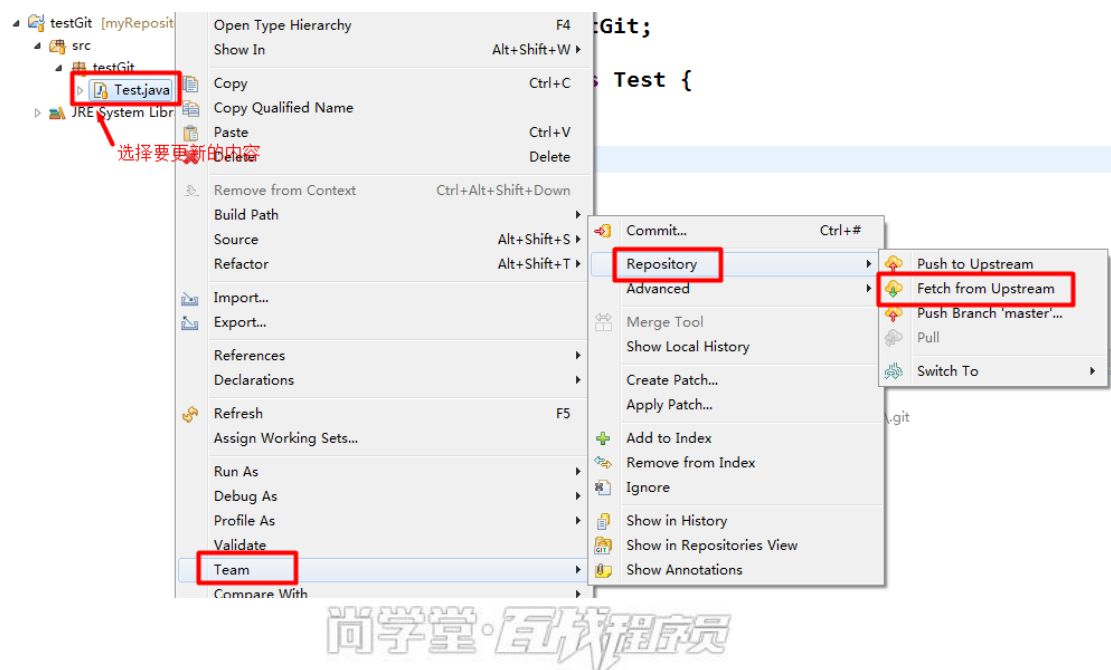 testGit [myReposit
src
testGit
Test.java
JRE System Libr
选择要更新的内容
Open Type Hierarchy F4
Show In Alt+Shift+W
Copy Ctrl+C
Copy Qualified Name
Paste Ctrl+V
Delete Delete
Remove from Context Ctrl+Alt+Shift+Down
Build Path
Source Alt+Shift+S
Refactor Alt+Shift+T
Import...
Export...
References
Declarations
Refresh F5
Assign Working Sets...
Run As
Debug As
Profile As
Validate
Team
Compare With
tGit;
s Test {
Commit... Ctrl+#
Repository
Advanced
Merge Tool
Show Local History
Create Patch...
Apply Patch...
Add to Index
Remove from Index
Ignore
Show in History
Show in Repositories View
Show Annotations
Push to Upstream
Fetch from Upstream
Push Branch 'master'...
Pull
Switch To
\.git
尚学堂·百战程序员